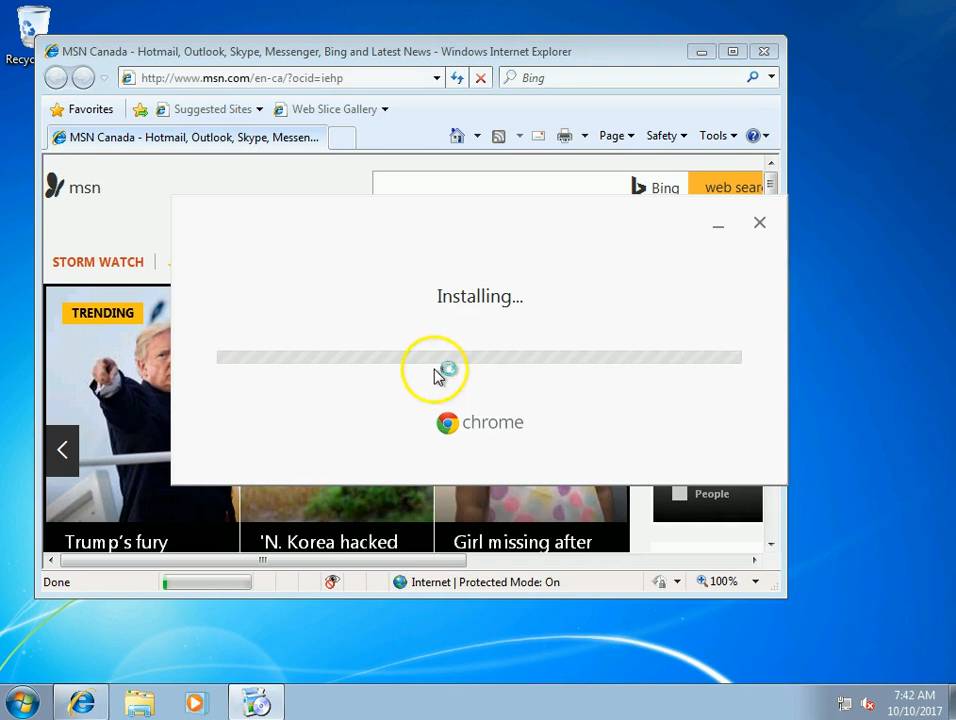 Recyc
MSN Canada - Hotmail, Outlook, Skype, Messenger, Bing and Latest News - Windows Internet Explorer
http://www.msn.com/en-ca/?ocid=iehp
Bing
Favorites
Suggested Sites
Web Slice Gallery
MSN Canada - Hotmail, Outlook, Skype, Messen...
Page
Safety
Tools
msn
Bing
web sear
STORM WATCH
TRENDING
Installing...
chrome
People
Trump's fury
'N. Korea hacked
Girl missing after
Done
Internet | Protected Mode: On
100%
7:42 AM
10/10/2017